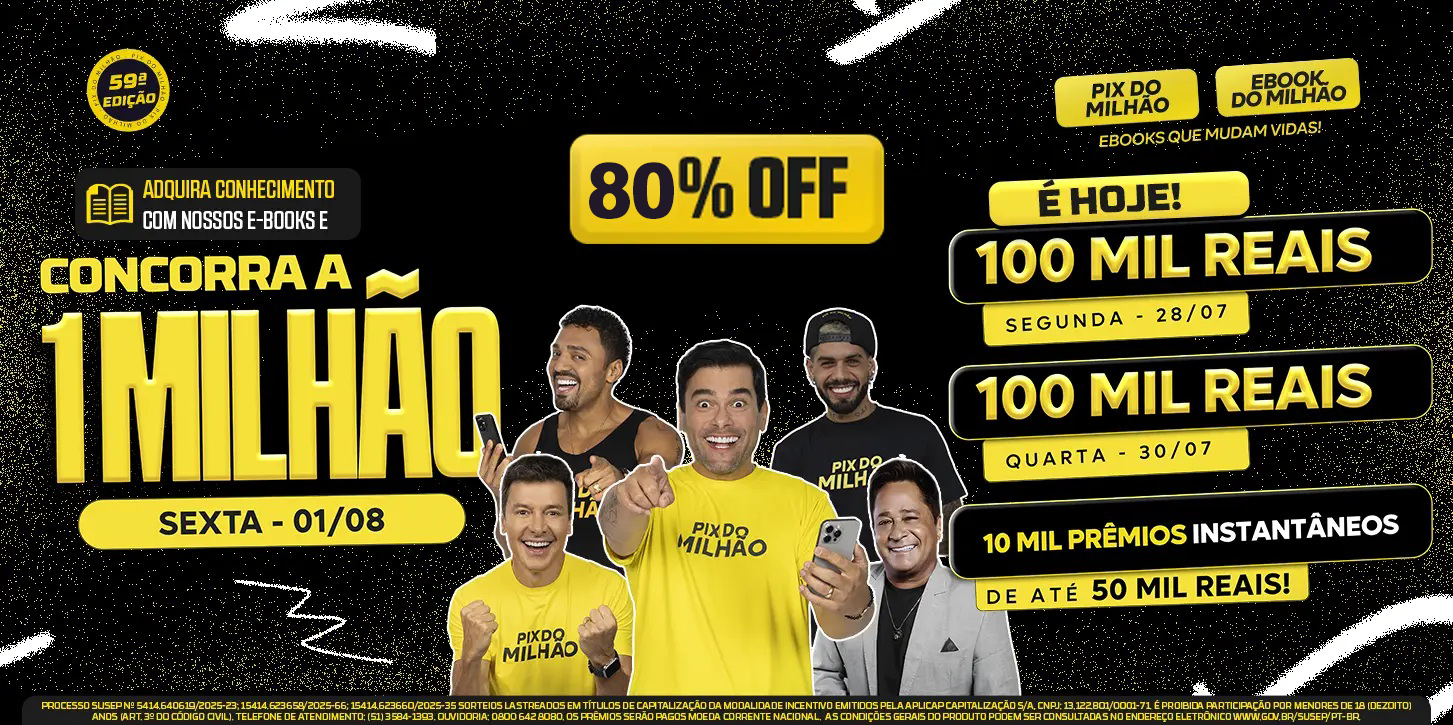 59ª
EDIÇÃO
ADQUIRA CONHECIMENTO
COM NOSSOS E-BOOKS E
CONCORRA A
1 MILHÃO
SEXTA - 01/08
80% OFF
PIX DO
MILHÃO
EBOOK
DO MILHÃO
EBOOKS QUE MUDAM VIDAS!
É HOJE!
100 MIL REAIS
SEGUNDA - 28/07
100 MIL REAIS
QUARTA - 30/07
10 MIL PRÊMIOS INSTANTÂNEOS
DE ATÉ 50 MIL REAIS!
PIX DO
MILH
HÃ
PIX DO
MILHÃO
PIX DO
MILHÃO
PROCESSO SUSEP Nº 5414.640619/2025-23; 15414.623658/2025-66; 15414.623660/2025-35 SORTEIOS LASTREADOS EM TÍTULOS DE CAPITALIZAÇÃO DA MODALIDADE INCENTIVO EMITIDOS PELA APLICAP CAPITALIZAÇÃO S/A, CNPJ: 13.122.801/0001-71, É PROIBIDA PARTICIPAÇÃO POR MENORES DE 18 (DEZOITO)
ANOS (ART. 3º DO CÓDIGO CIVIL). TELEFONE DE ATENDIMENTO: (51) 3584-1393. OUVIDORIA: 0800 642 8080. OS PRÊMIOS SERÃO PAGOS MOEDA CORRENTE NACIONAL. AS CONDIÇÕES GERAIS DO PRODUTO PODEM SER CONSULTADAS NO ENDEREÇO ELETRÔNICO WWW.GOV.BR/SUSEP/PT-BR